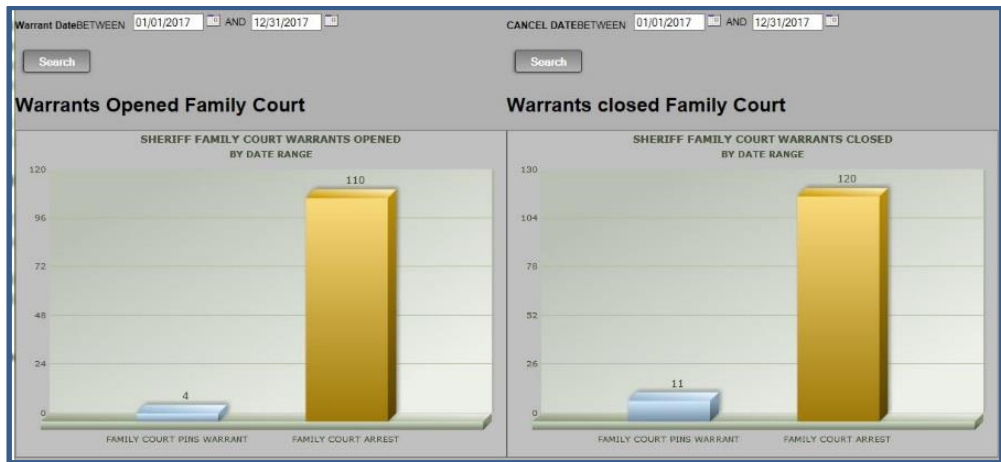 Warrant DateBETWEEN 01/01/2017 AND 12/31/2017
Search
Warrants Opened Family Court
SHERIFF FAMILY COURT WARRANTS OPENED
BY DATE RANGE
120
110
96
72
48
24
4
0
FAMILY COURT PINS WARRANT FAMILY COURT ARREST
CANCEL DATEBETWEEN 01/01/2017 AND 12/31/2017
Search
Warrants closed Family Court
SHERIFF FAMILY COURT WARRANTS CLOSED
BY DATE RANGE
130
120
104
78
52
26
11
0
FAMILY COURT PINS WARRANT FAMILY COURT ARREST